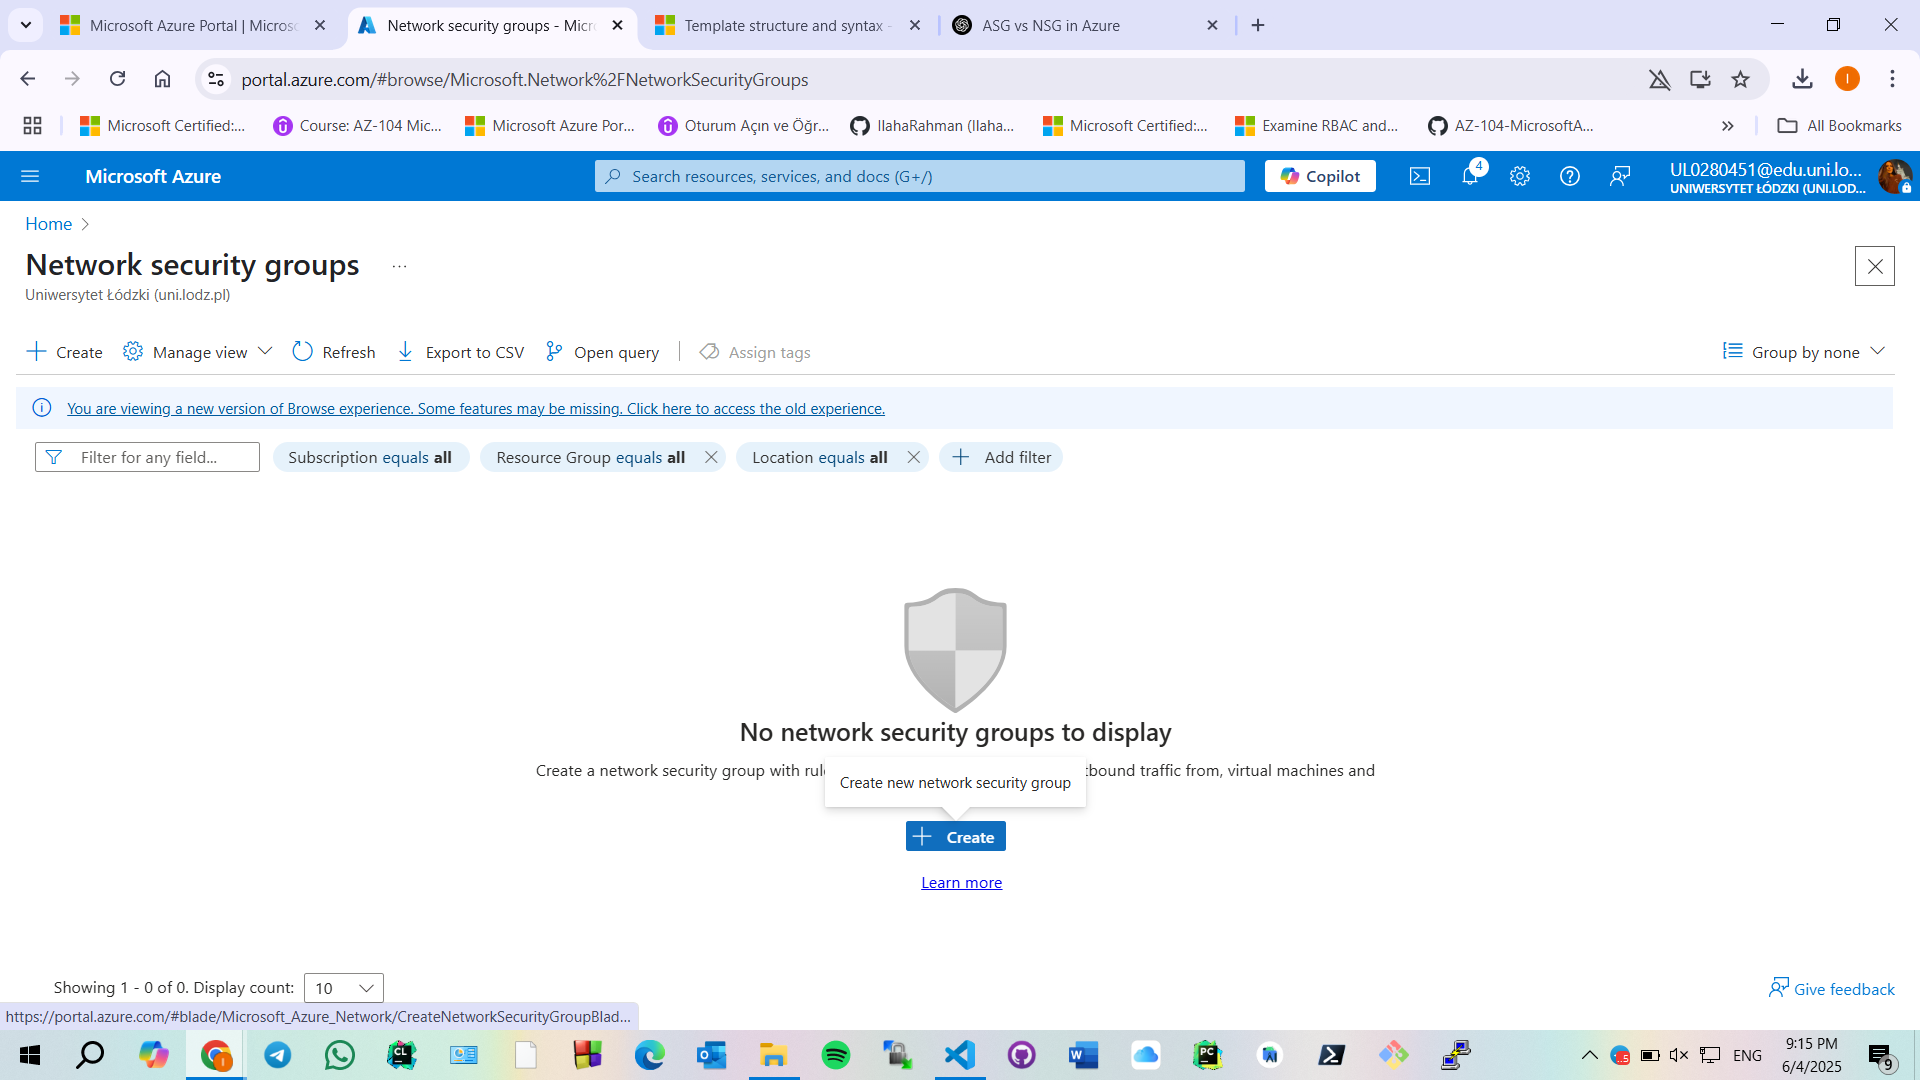 Microsoft Azure Portal | Micros
Network security groups - Micr
Template structure and syntax -
ASG vs NSG in Azure
portal.azure.com/#browse/Microsoft.Network%2FNetworkSecurityGroups
I
Microsoft Certified:...
Course: AZ-104 Mic...
Microsoft Azure Por...
Oturum Açın ve Öğr...
IlahaRahman (Ilaha...
Microsoft Certified:...
Examine RBAC and...
AZ-104-MicrosoftA...
All Bookmarks
Microsoft Azure
Search resources, services, and docs (G+/)
Copilot
4
UL0280451@edu.uni.lo...
UNIWERSYTET ŁÓDZKI (UNI.LOD...
Home
Network security groups
...
Uniwersytet Łódzki (uni.lodz.pl)
Create
Manage view
Refresh
Export to CSV
Open query
Assign tags
Group by none
You are viewing a new version of Browse experience. Some features may be missing. Click here to access the old experience.
Filter for any field...
Subscription equals all
Resource Group equals all
Location equals all
Add filter
No network security groups to display
Create a network security group with rul
tbound traffic from, virtual machines and
Create new network security group
Create
Learn more
Showing 1 - 0 of 0. Display count:
10
Give feedback
https://portal.azure.com/#blade/Microsoft_Azure_Network/CreateNetworkSecurityGroupBlad...
CL
PC
ENG
9:15 PM
6/4/2025
9